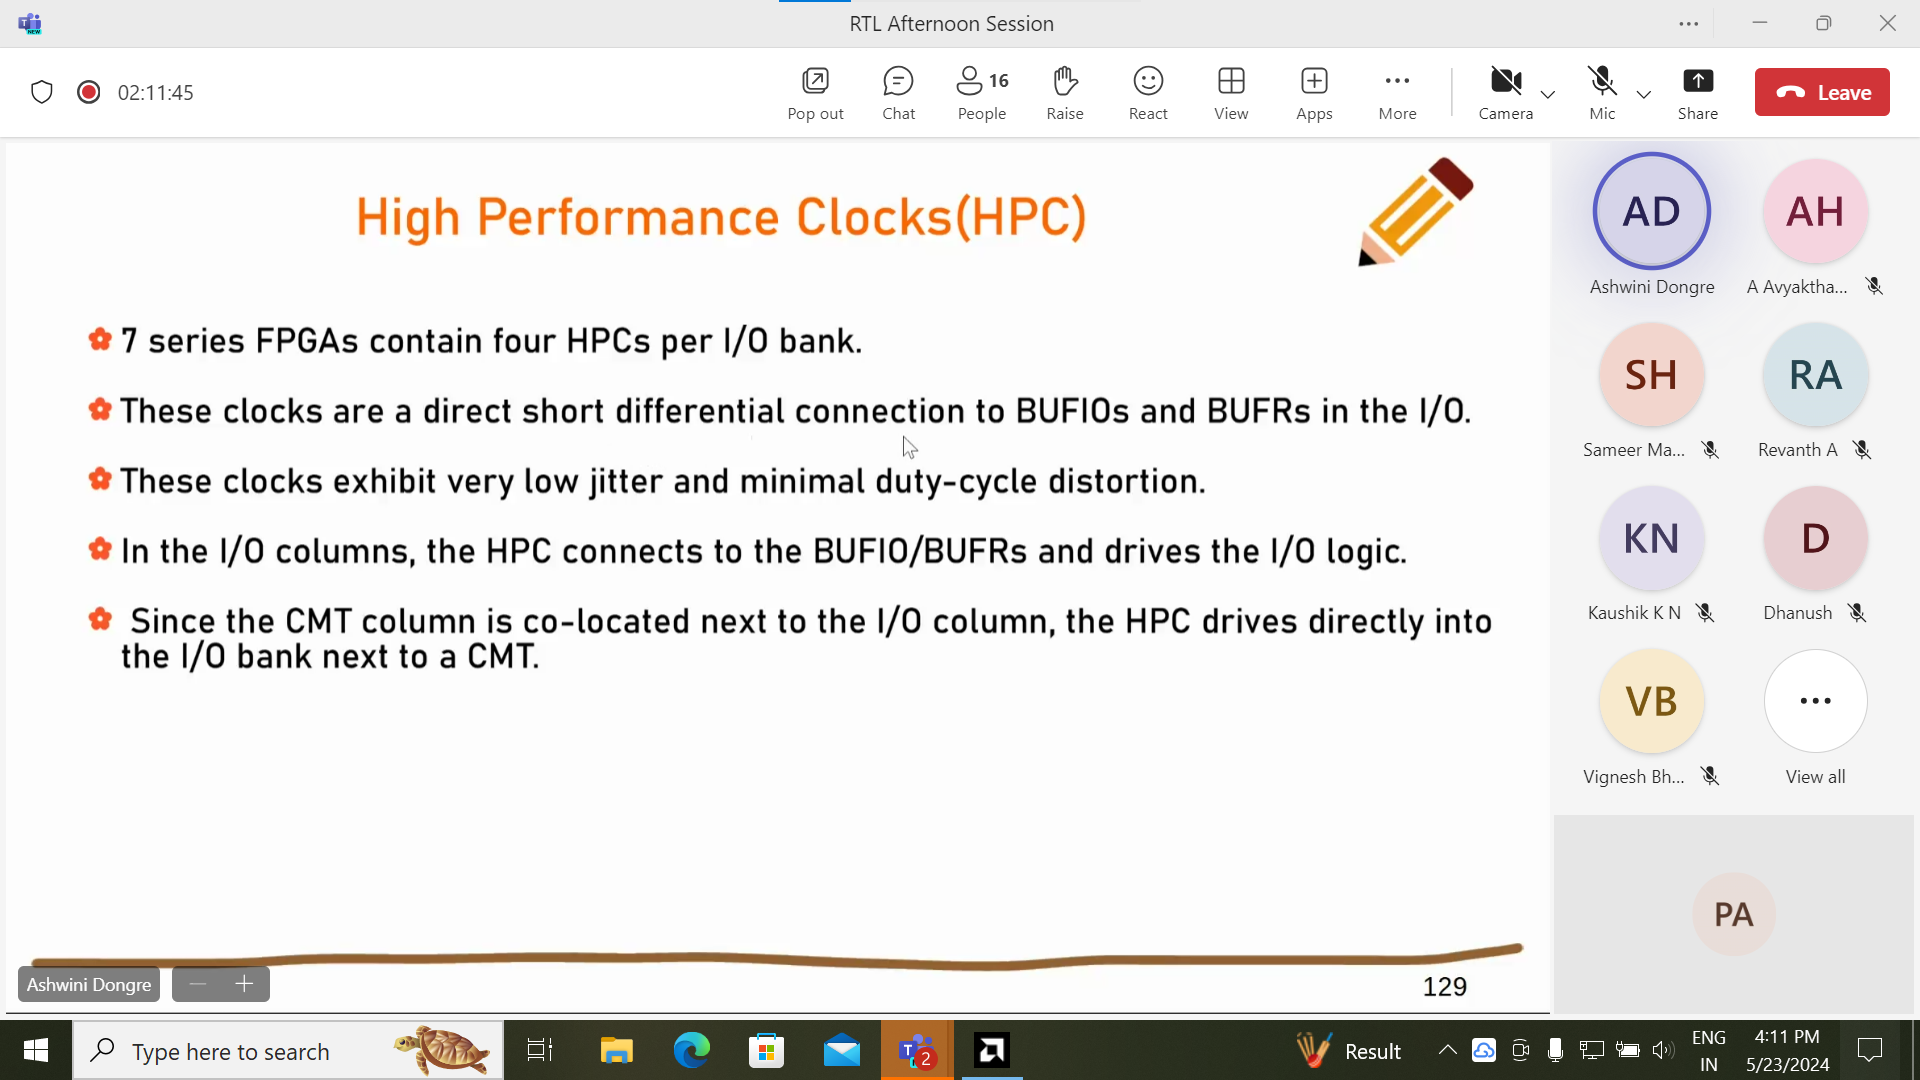 RTL Afternoon Session
NEW
02:11:45
Pop out
Chat
16
People
Raise
React
View
Apps
More
Camera
Mic
Share
Leave
High Performance Clocks(HPC)
7 series FPGAs contain four HPCs per I/O bank.
These clocks are a direct short differential connection to BUFIOs and BUFRs in the I/O.
These clocks exhibit very low jitter and minimal duty-cycle distortion.
In the I/O columns, the HPC connects to the BUFIO/BUFRs and drives the I/O logic.
Since the CMT column is co-located next to the I/O column, the HPC drives directly into
the I/O bank next to a CMT.
129
Ashwini Dongre
AD
Ashwini Dongre
AH
A Avyaktha...
SH
Sameer Ma...
RA
Revanth A
KN
Kaushik K N
D
Dhanush
VB
Vignesh Bh...
View all
PA
Type here to search
T
2
Result
ENG
IN
4:11 PM
5/23/2024